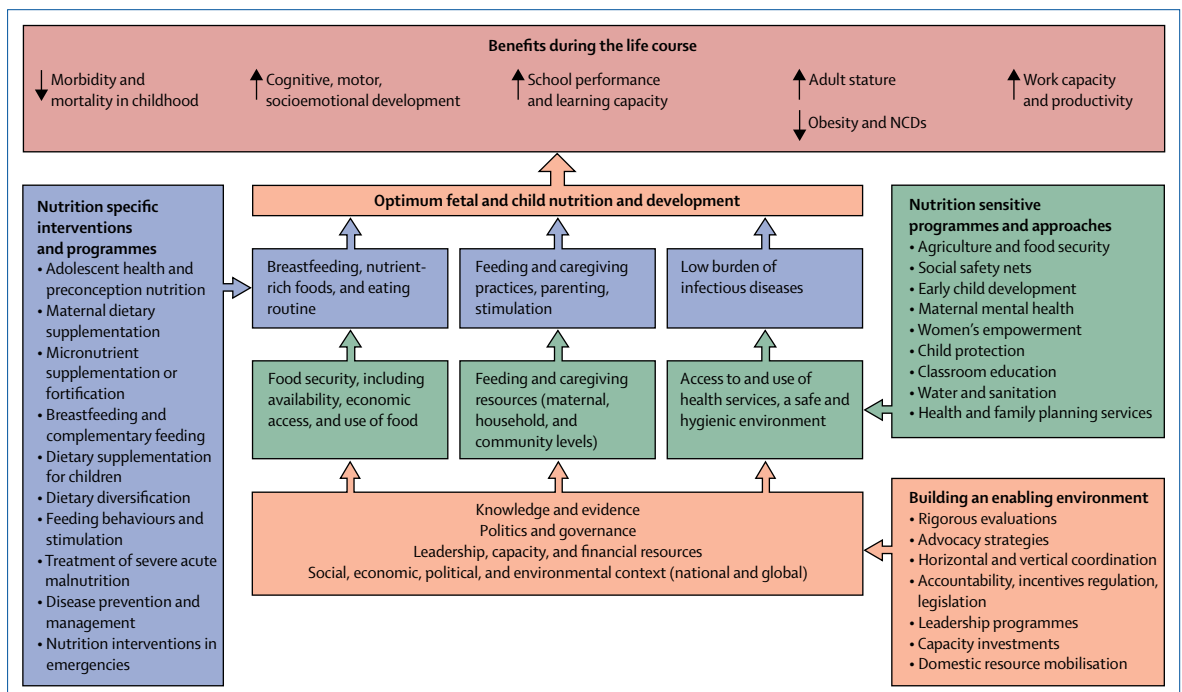 Benefits during the life course
Morbidity and
mortality in childhood
Cognitive, motor,
socioemotional development
School performance
and learning capacity
Adult stature
Obesity and NCDs
Work capacity
and productivity
Nutrition specific
interventions
and programmes
• Adolescent health and
preconception nutrition
• Maternal dietary
supplementation
• Micronutrient
supplementation or
fortification
• Breastfeeding and
complementary feeding
• Dietary supplementation
for children
• Dietary diversification
• Feeding behaviours and
stimulation
• Treatment of severe acute
malnutrition
• Disease prevention and
management
• Nutrition interventions in
emergencies
Optimum fetal and child nutrition and development
Breastfeeding, nutrient-
rich foods, and eating
routine
Feeding and caregiving
practices, parenting,
stimulation
Low burden of
infectious diseases
Food security, including
availability, economic
access, and use of food
Feeding and caregiving
resources (maternal,
household, and
community levels)
Access to and use of
health services, a safe and
hygienic environment
Knowledge and evidence
Politics and governance
Leadership, capacity, and financial resources
Social, economic, political, and environmental context (national and global)
Nutrition sensitive
programmes and approaches
• Agriculture and food security
• Social safety nets
• Early child development
• Maternal mental health
• Women's empowerment
• Child protection
• Classroom education
• Water and sanitation
• Health and family planning services
Building an enabling environment
• Rigorous evaluations
• Advocacy strategies
• Horizontal and vertical coordination
• Accountability, incentives regulation,
legislation
• Leadership programmes
• Capacity investments
• Domestic resource mobilisation